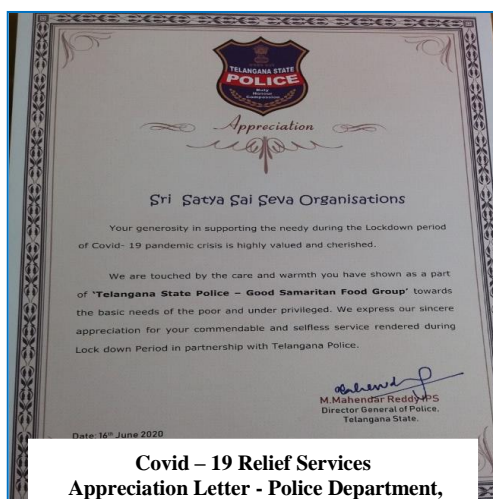 TELANGANA STATE
POLICE
Duty
Honour
Compassion
Appreciation
Sri Satya Sai Seva Organisations
Your generosity in supporting the needy during the Lockdown period
of Covid- 19 pandemic crisis is highly valued and cherished.
We are touched by the care and warmth you have shown as a part
of 'Telangana State Police – Good Samaritan Food Group' towards
the basic needs of the poor and under privileged. We express our sincere
appreciation for your commendable and selfless service rendered during
Lock down Period in partnership with Telangana Police.
M.Mahendar Reddy IPS
Director General of Police.
Telangana State.
Date: 16th June 2020
Covid – 19 Relief Services
Appreciation Letter - Police Department,